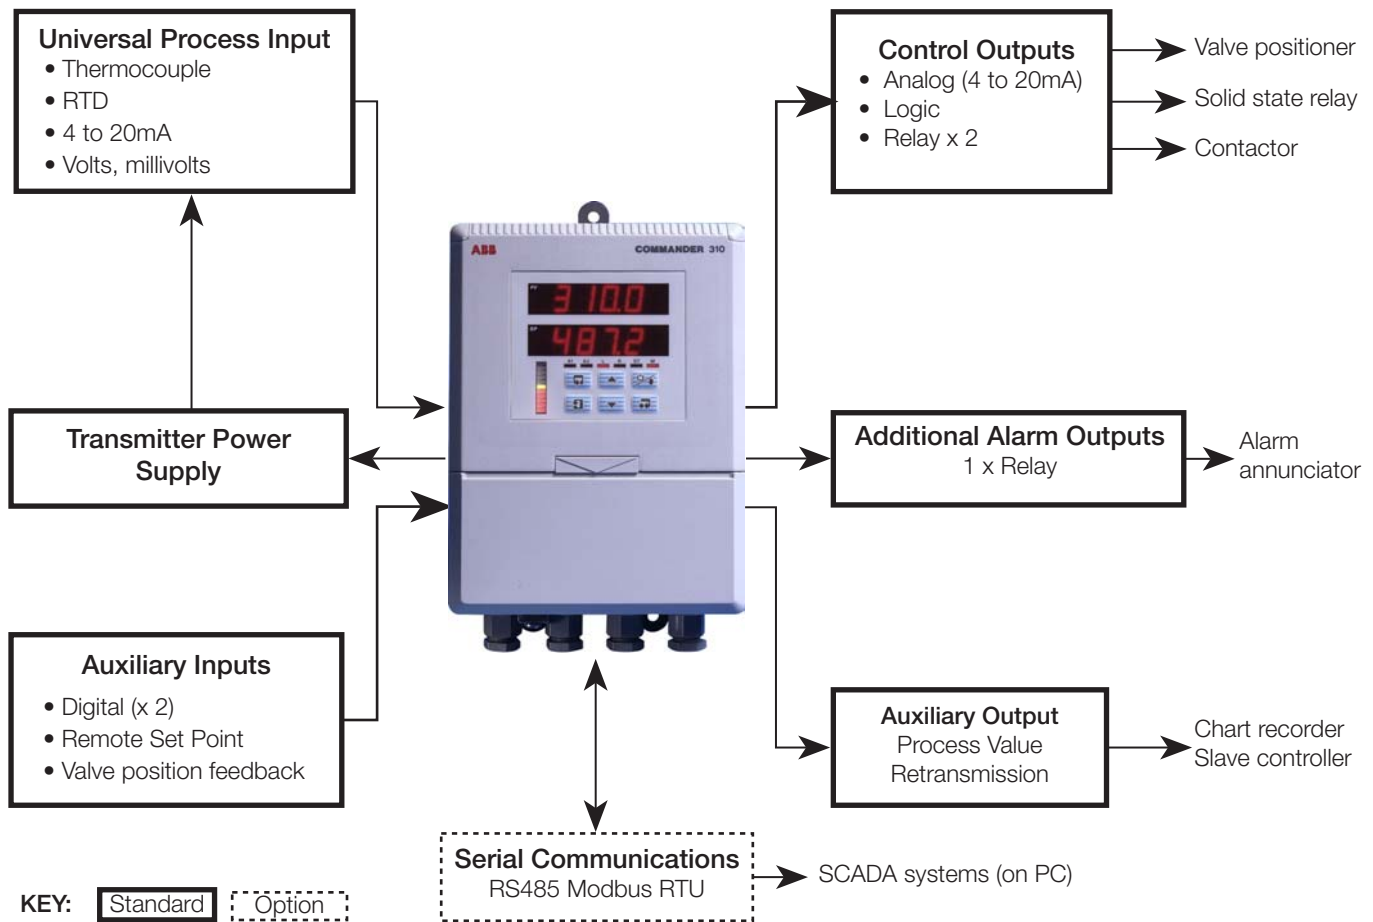 Universal Process Input
• Thermocouple
• RTD
• 4 to 20mA
• Volts, millivolts
Control Outputs
• Analog (4 to 20mA)
• Logic
• Relay x 2
Valve positioner
Solid state relay
Contactor
ABB
COMMANDER 310
PV
310.0
SP
487.2
Transmitter Power
Supply
Additional Alarm Outputs
1 x Relay
Alarm
annunciator
Auxiliary Inputs
• Digital (x 2)
• Remote Set Point
• Valve position feedback
Auxiliary Output
Process Value
Retransmission
Chart recorder
Slave controller
Serial Communications
RS485 Modbus RTU
SCADA systems (on PC)
KEY:
Standard
Option